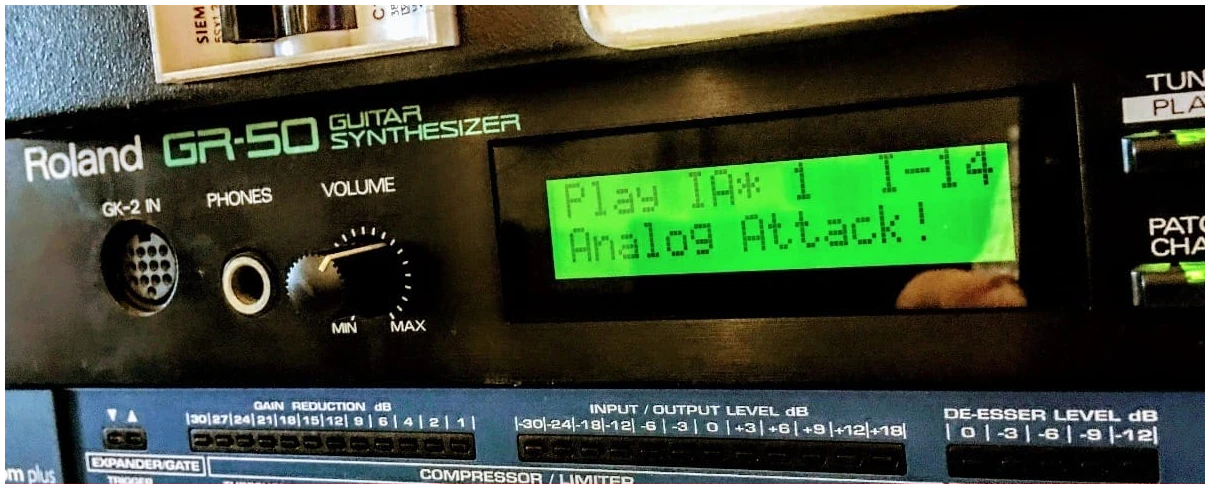 SIEM
Roland GR-50 GUITAR SYNTHESIZER
GK-2 IN
PHONES
VOLUME
MIN MAX
Play IA* 1 I-14
Analog Attack!
TUN
PLA
PATC
CHA
GAIN REDUCTION dB
|30|27|24|21|18|15|12| 9 | 6 | 4 | 2 | 1 |
INPUT / OUTPUT LEVEL dB
|-30|-24|-18|-12| -6 | -3 | 0 | +3 | +6 | +9 |+12|+18|
DE-ESSER LEVEL dB
| 0 | -3 | -6 | -9 |-12|
EXPANDER/GATE
COMPRESSOR / LIMITER
TRIGGER
m plus